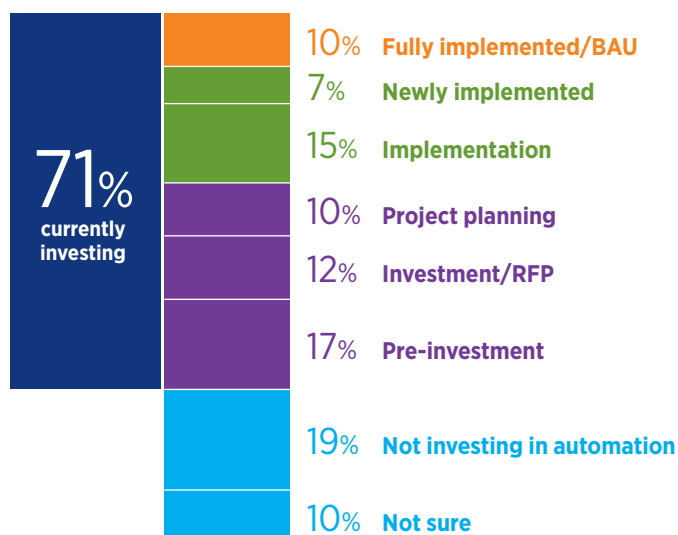 10% Fully implemented/BAU
7% Newly implemented
15% Implementation
71%
currently
investing
10% Project planning
12% Investment/RFP
17% Pre-investment
19% Not investing in automation
10% Not sure